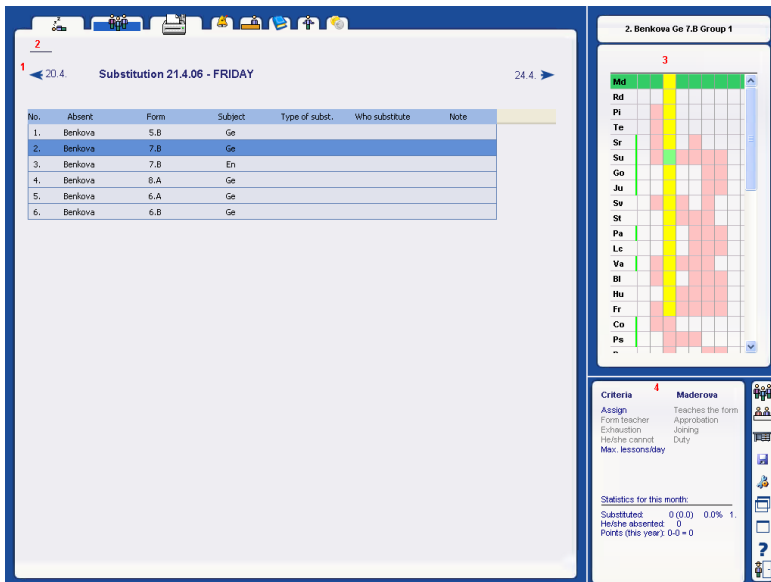 2
1
20.4.
Substitution 21.4.06 - FRIDAY
24.4.
No. Absent Form Subject Type of subst. Who substitute Note
1. Benkova 5.B Ge
2. Benkova 7.B Ge
3. Benkova 7.B En
4. Benkova 8.A Ge
5. Benkova 6.A Ge
6. Benkova 6.B Ge
2. Benkova Ge 7.B Group 1
3
Md
Rd
Pi
Te
Sr
Su
Go
Ju
Sv
St
Pa
Lc
Va
Bl
Hu
Fr
Co
Ps
4
Criteria Maderova
Assign Teaches the form
Form teacher Approbation
Exhaustion Joining
He/she cannot Duty
Max. lessons/day
Statistics for this month:
Substituted: 0 (0.0) 0.0% 1.
He/she absented: 0
Points (this year): 0-0 = 0